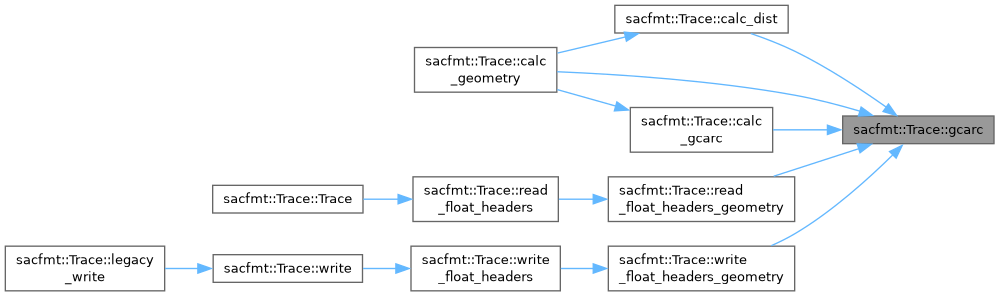 sacfmt::Trace::calc_dist
sacfmt::Trace::calc
_geometry
sacfmt::Trace::calc
_gcarc
sacfmt::Trace::gcarc
sacfmt::Trace::Trace
sacfmt::Trace::read
_float_headers
sacfmt::Trace::read
_float_headers_geometry
sacfmt::Trace::legacy
_write
sacfmt::Trace::write
sacfmt::Trace::write
_float_headers
sacfmt::Trace::write
_float_headers_geometry